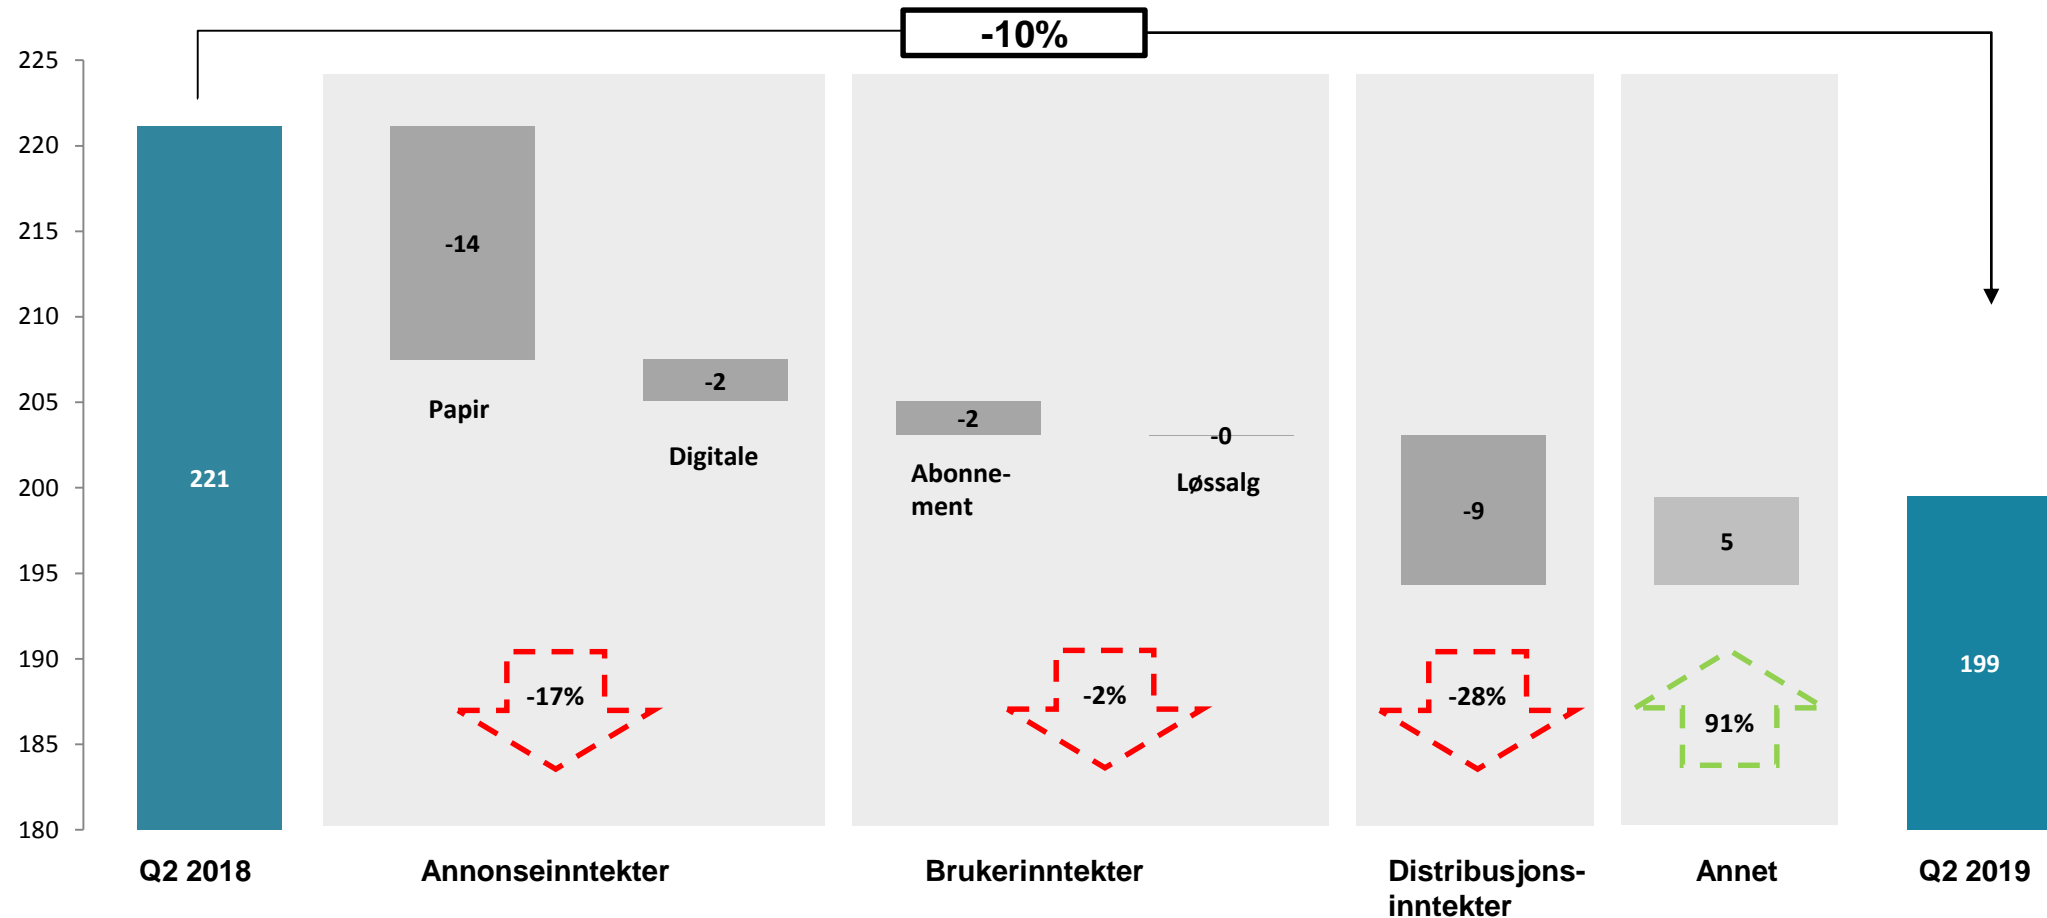 -10%
225
220
215
210
205
200
195
190
185
180
221
-14
Papir
-2
Digitale
-2
Abonne-
ment
-0
Løssalg
-9
5
199
-17%
-2%
-28%
91%
Q2 2018
Annonseinntekter
Brukerinntekter
Distribusjons-
inntekter
Annet
Q2 2019